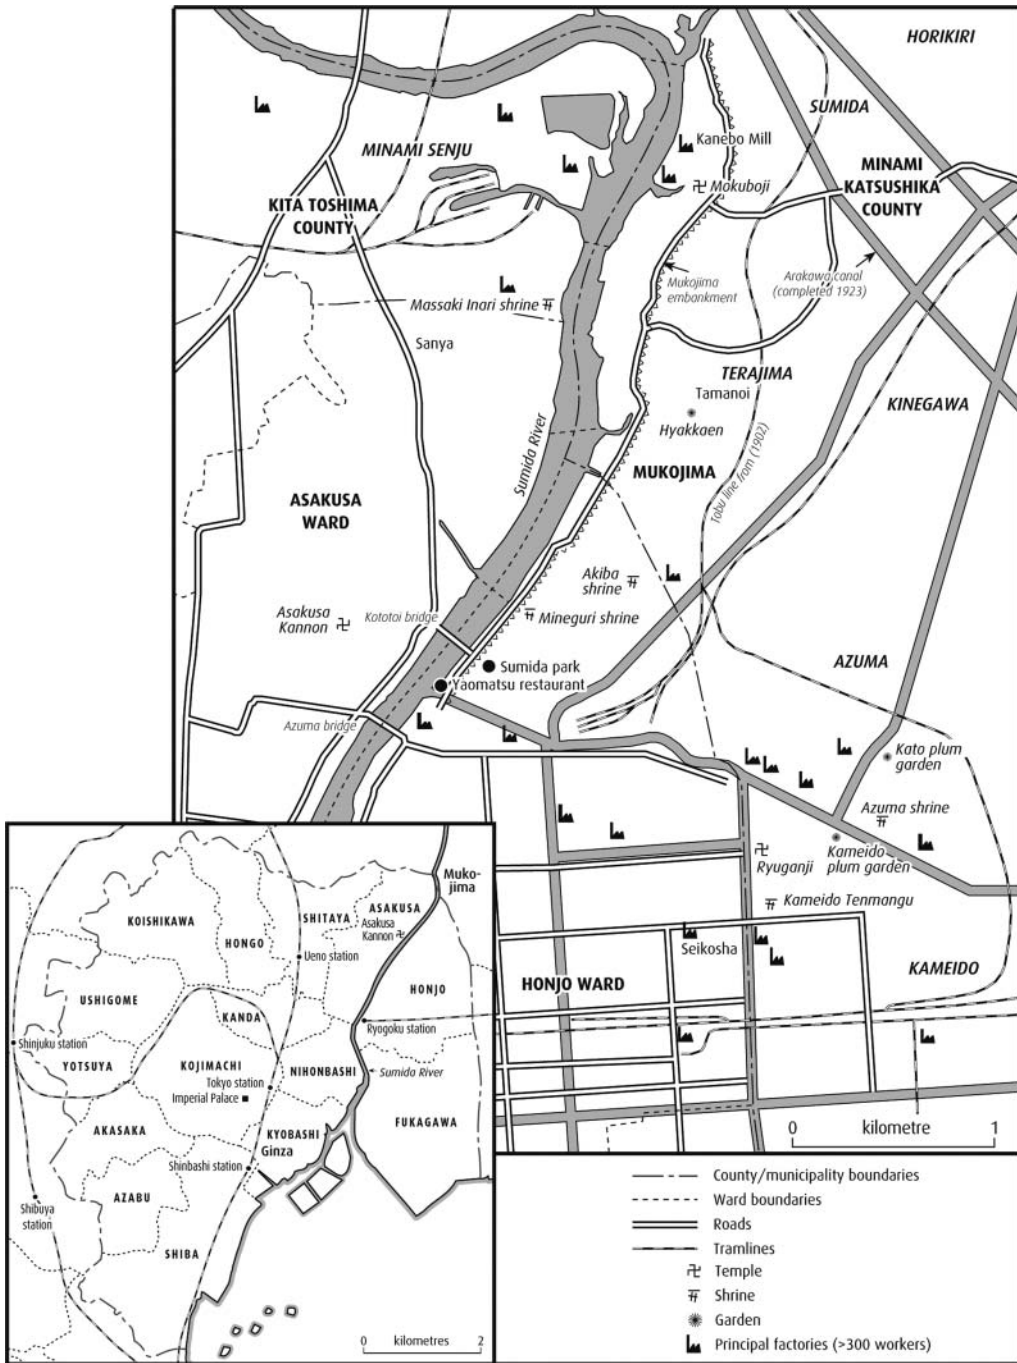 HORIKIRI
SUMIDA
Kanebo Mill
MINAMI SENJU
MINAMI
KATSUSHIKA
COUNTY
Mokuboji
KITA TOSHIMA
COUNTY
Mukojima
embankment
Arakawa canal
(completed 1923)
Massaki Inari shrine
Sanya
TERAJIMA
Tamanoi
KINEGAWA
Hyakkaen
Sumida River
MUKOJIMA
Tobu line from (1902)
ASAKUSA
WARD
Akiba
shrine
Asakusa
Kannon
Kototoi bridge
Mineguri shrine
AZUMA
Sumida park
Yaomatsu restaurant
Azuma bridge
Kato plum
garden
Azuma shrine
Kameido
plum garden
Ryuganji
Kameido Tenmangu
Seikosha
KAMEIDO
HONJO WARD
0 kilometre 1
Muko-
jima
KOISHIKAWA
SHITAYA
ASAKUSA
Asakusa
Kannon
HONGO
Ueno station
USHIGOME
HONJO
KANDA
Ryogoku station
Shinjuku station
YOTSUYA
KOJIMACHI
NIHONBASHI
Sumida River
Tokyo station
Imperial Palace
AKASAKA
KYOBASHI
Ginza
FUKAGAWA
Shinbashi station
AZABU
Shibuya
station
SHIBA
0 kilometres 2
County/municipality boundaries
Ward boundaries
Roads
Tramlines
Temple
Shrine
Garden
Principal factories (>300 workers)